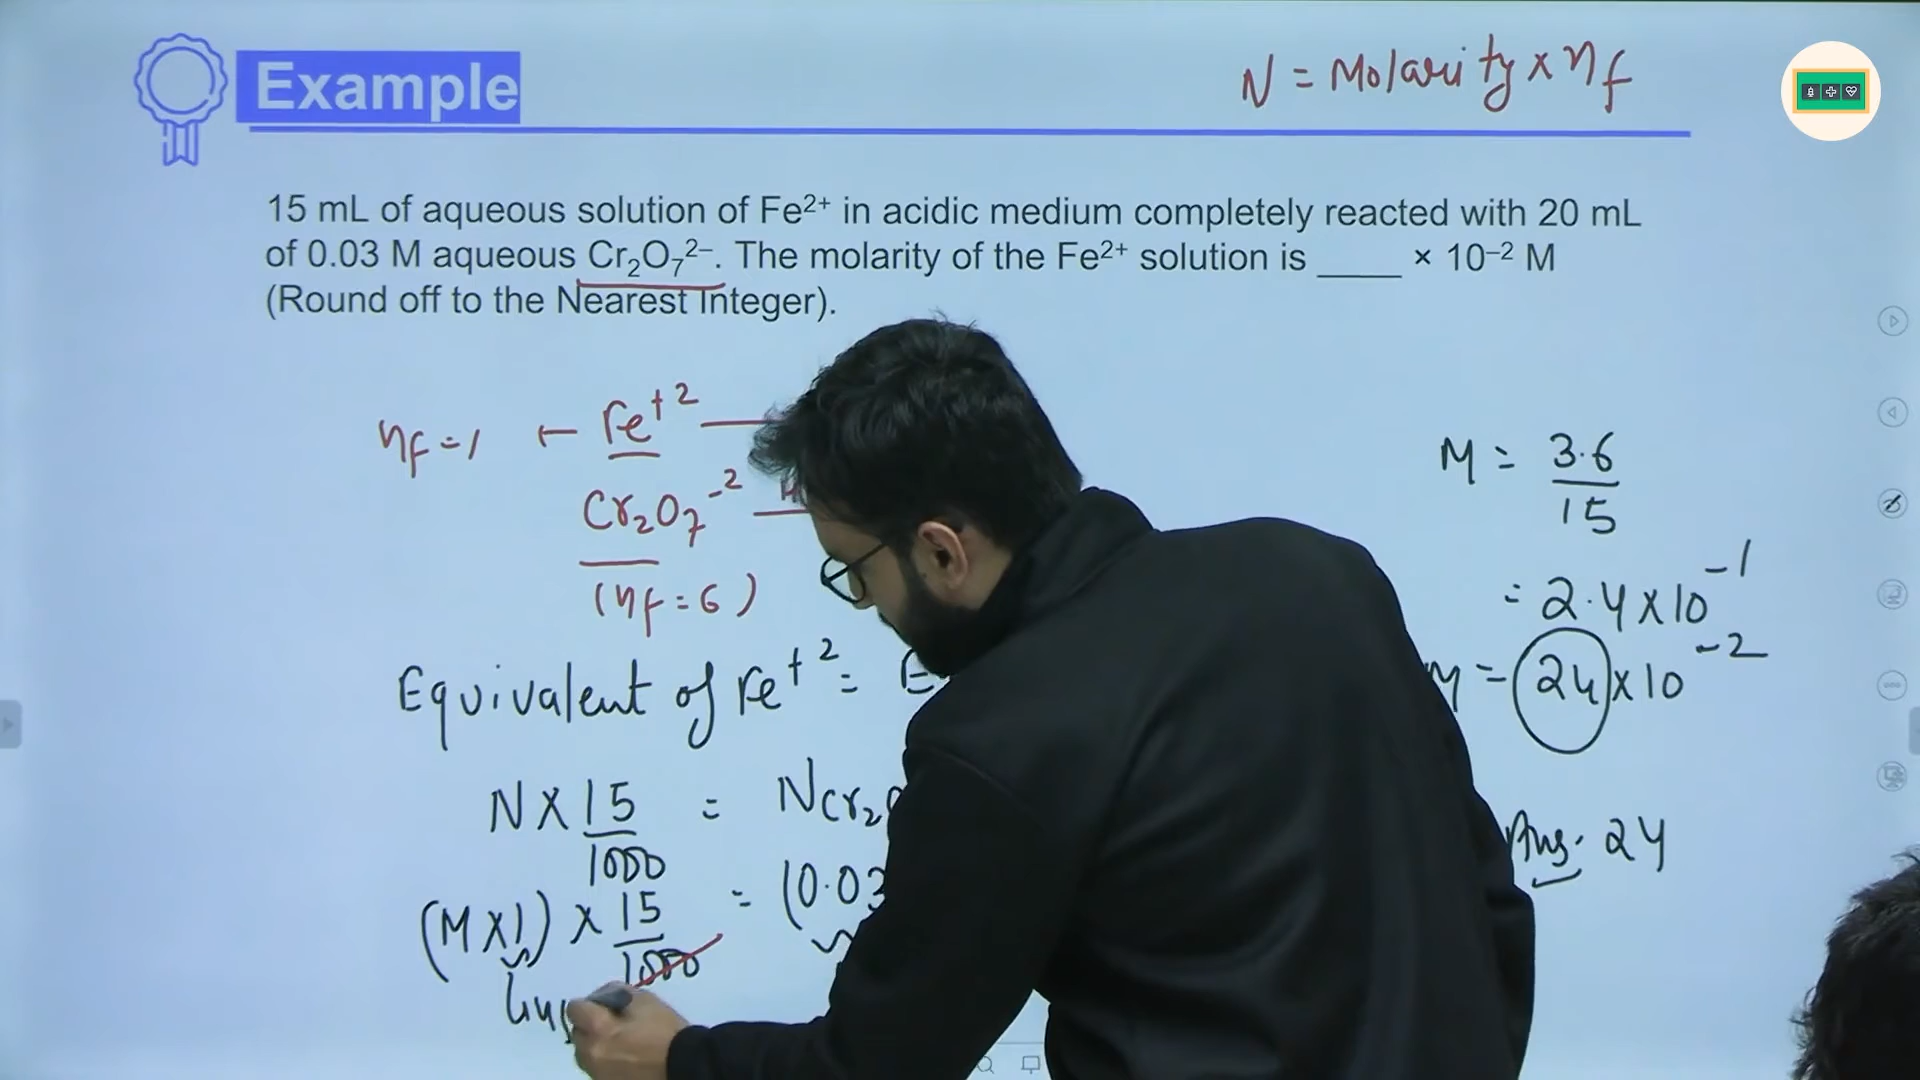 Example
N = Molarity × ηf
15 mL of aqueous solution of Fe²⁺ in acidic medium completely reacted with 20 mL
of 0.03 M aqueous Cr₂O₇²⁻. The molarity of the Fe²⁺ solution is ____ × 10⁻² M
(Round off to the Nearest Integer).
ηf = 1 ← Fe⁺² —
Cr₂O₇⁻² —
(ηf = 6)
Equivalent of Fe⁺² = E
N × 15/1000 = NCr₂
(M×1) × 15/1000 = (0.03
M = 3.6/15
= 2.4 × 10⁻¹
M = 24 × 10⁻²
Ans. 24